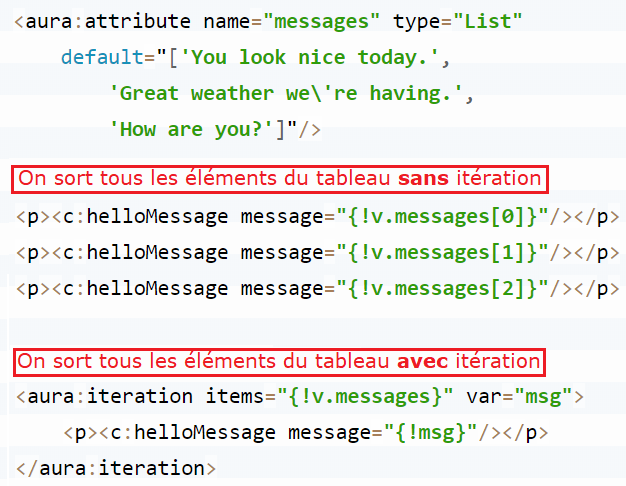 <aura:attribute name="messages" type="List"
default="['You look nice today.',
'Great weather we\'re having.',
'How are you?']"/>
On sort tous les éléments du tableau sans itération
<p><c:helloMessage message="{!v.messages[0]}"/></p>
<p><c:helloMessage message="{!v.messages[1]}"/></p>
<p><c:helloMessage message="{!v.messages[2]}"/></p>
On sort tous les éléments du tableau avec itération
<aura:iteration items="{!v.messages}" var="msg">
<p><c:helloMessage message="{!msg}"/></p>
</aura:iteration>